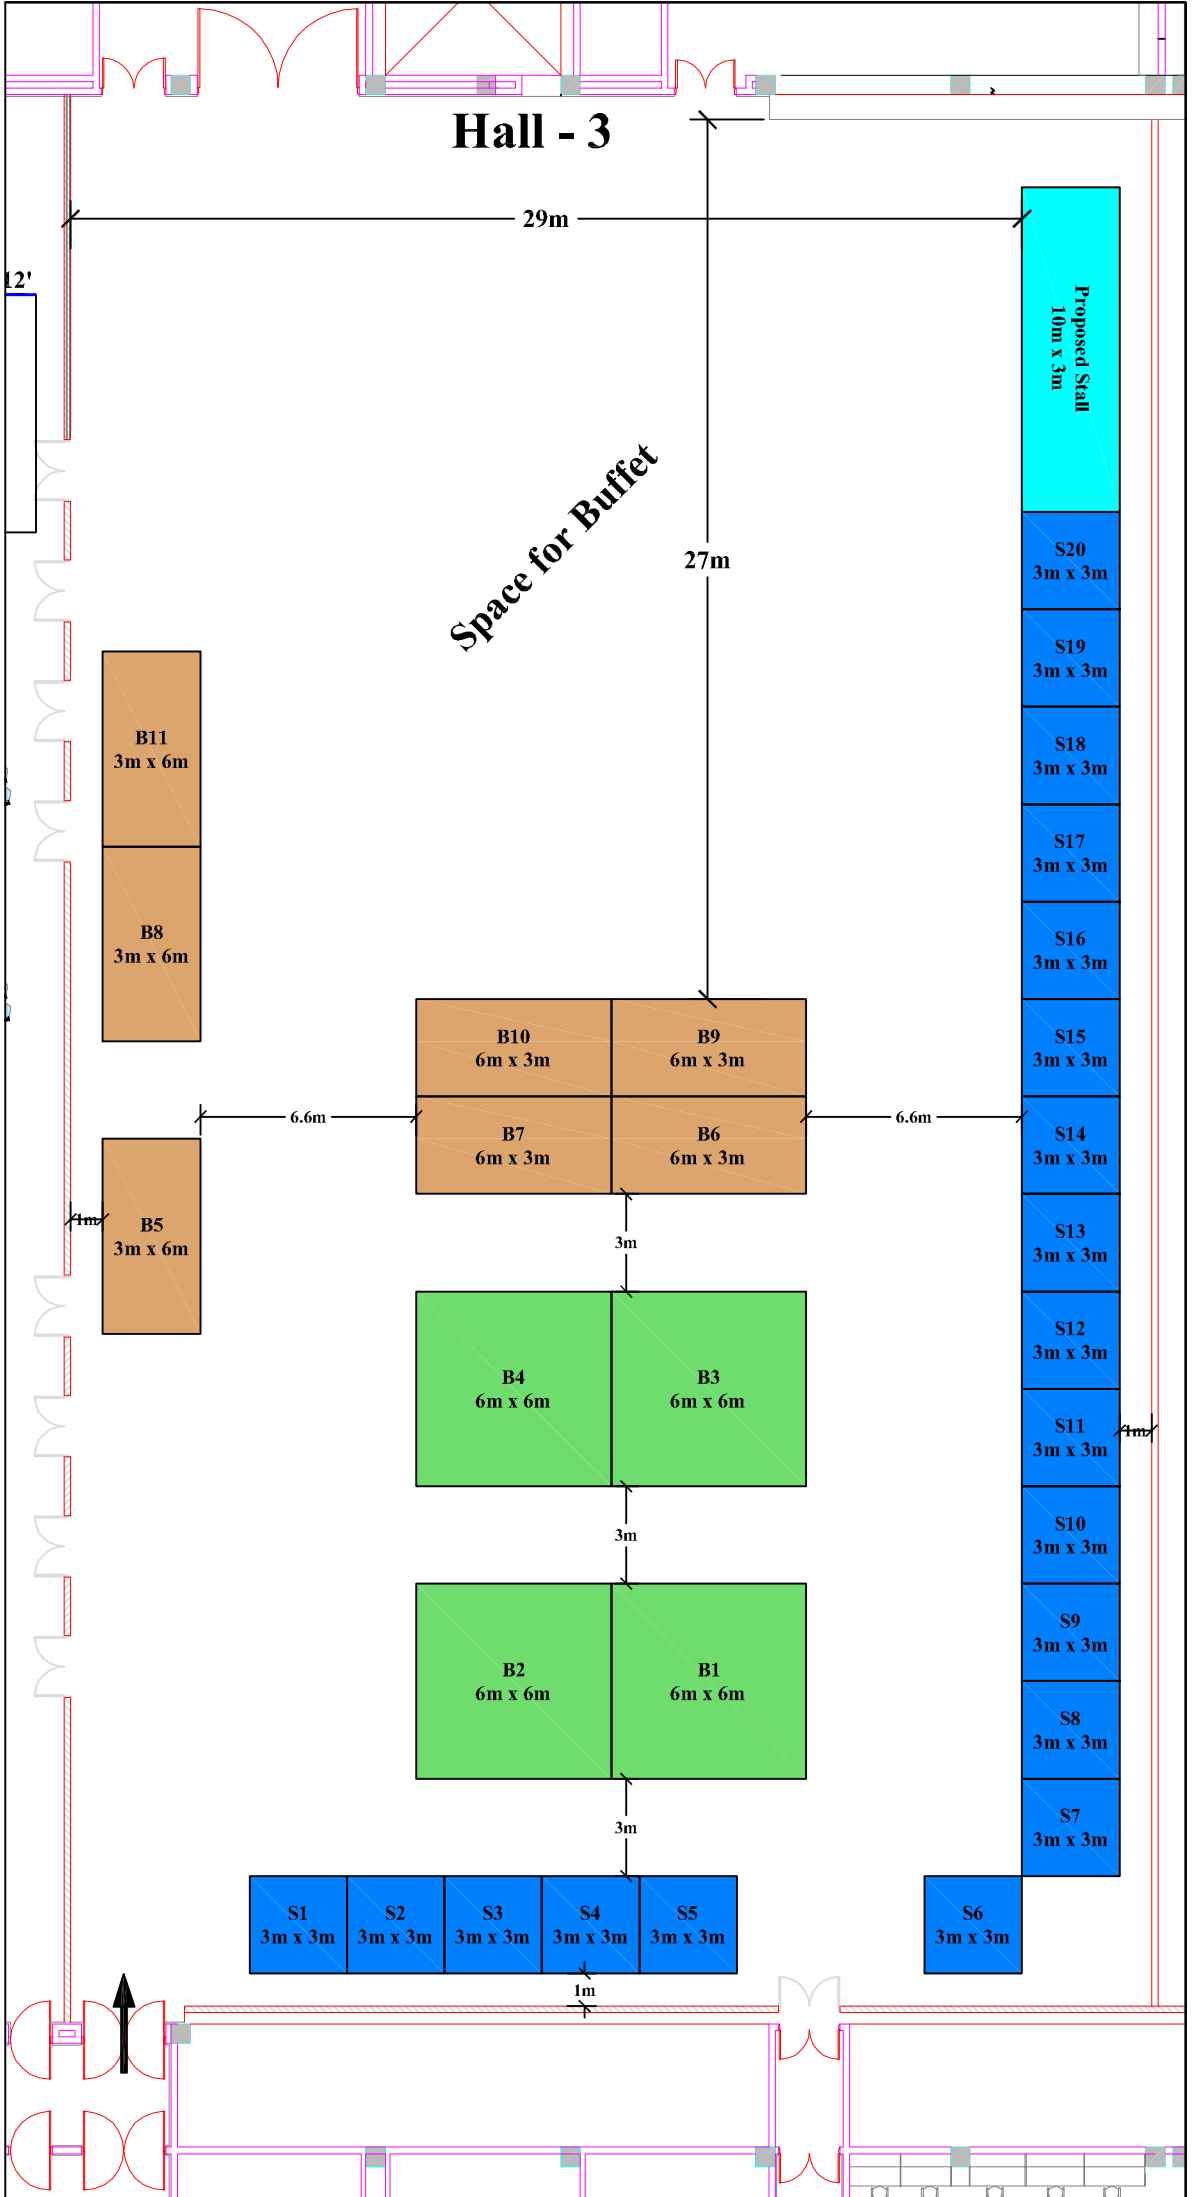 Hall - 3
29m
12'
Proposed Stall
10m x 3m
Space for Buffet
27m
S20
3m x 3m
S19
3m x 3m
B11
3m x 6m
S18
3m x 3m
S17
3m x 3m
B8
3m x 6m
S16
3m x 3m
B10
6m x 3m
B9
6m x 3m
S15
3m x 3m
6.6m
6.6m
B7
6m x 3m
B6
6m x 3m
S14
3m x 3m
1m
B5
3m x 6m
3m
S13
3m x 3m
S12
3m x 3m
B4
6m x 6m
B3
6m x 6m
S11
3m x 3m
1m
3m
S10
3m x 3m
S9
3m x 3m
B2
6m x 6m
B1
6m x 6m
S8
3m x 3m
3m
S7
3m x 3m
S1
3m x 3m
S2
3m x 3m
S3
3m x 3m
S4
3m x 3m
S5
3m x 3m
S6
3m x 3m
1m